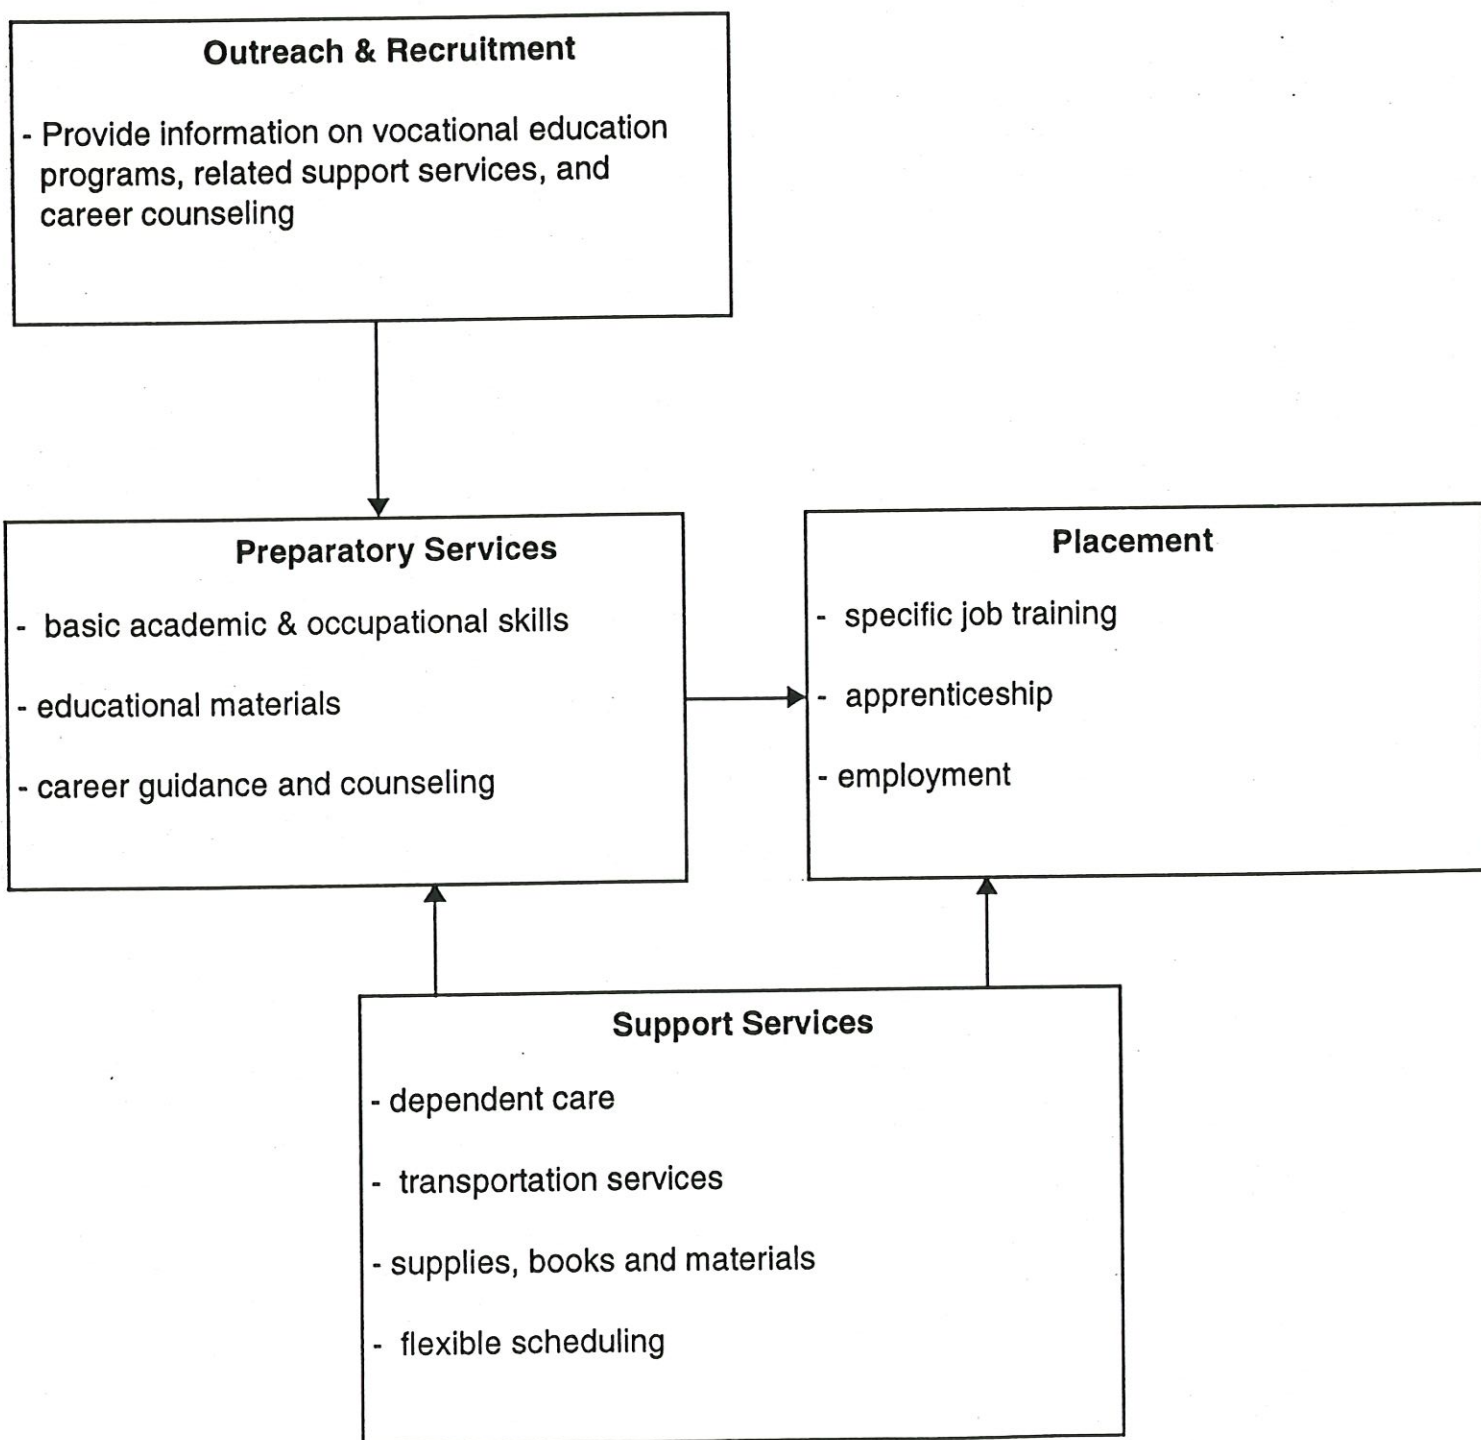 Outreach & Recruitment
- Provide information on vocational education
programs, related support services, and
career counseling
Preparatory Services
- basic academic & occupational skills
- educational materials
- career guidance and counseling
Placement
- specific job training
- apprenticeship
- employment
Support Services
- dependent care
- transportation services
- supplies, books and materials
- flexible scheduling